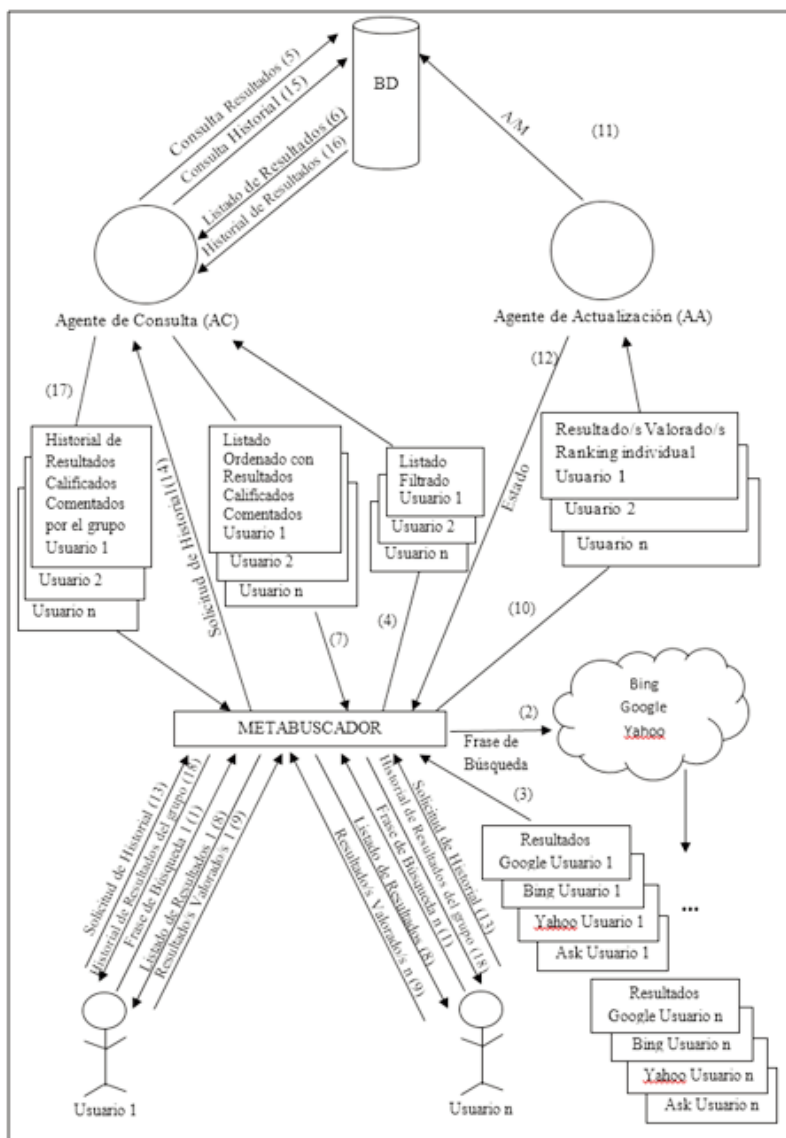 BD
Consulta Resultados (5)
Consulta Historial (15)
Listado de Resultados (6)
Historial de Resultados (16)
A/M
(11)
Agente de Consulta (AC)
Agente de Actualización (AA)
(17)
(12)
Historial de
Resultados
Calificados
Comentados
por el grupo
Usuario 1
Usuario 2
Usuario n
Solicitud de Historial (14)
Listado
Ordenado con
Resultados
Calificados
Comentados
Usuario 1
Usuario 2
Usuario n
Listado
Filtrado
Usuario 1
Usuario 2
Usuario n
Estado
Resultado/s Valorado/s
Ranking individual
Usuario 1
Usuario 2
Usuario n
(7)
(4)
(10)
METABUSCADOR
(2)
Frase de
Búsqueda
Bing
Google
Yahoo
(3)
Solicitud de Historial (13)
Historial de Resultados del grupo (18)
Frase de Búsqueda 1 (1)
Listado de Resultados 1 (8)
Resultado/s Valorado/s 1 (9)
Solicitud de Historial (13)
Historial de Resultados del grupo (18)
Frase de Búsqueda n (1)
Listado de Resultados (8)
Resultado/s Valorado/s n (9)
Resultados
Google Usuario 1
Bing Usuario 1
Yahoo Usuario 1
Ask Usuario 1
...
Resultados
Google Usuario n
Bing Usuario n
Yahoo Usuario n
Ask Usuario n
Usuario 1
Usuario n